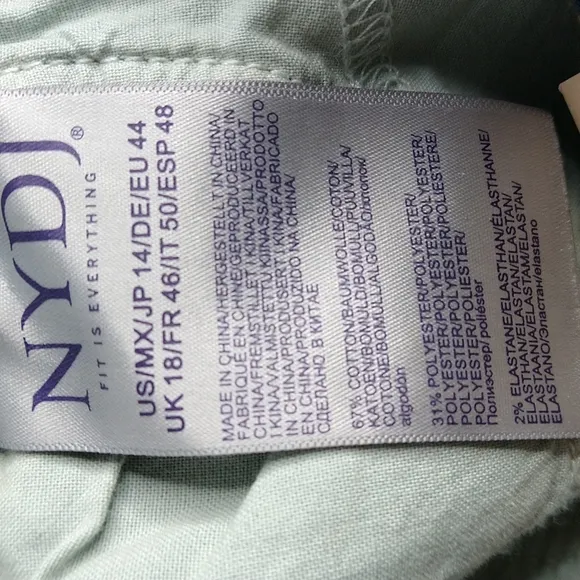 NYDJ®
FIT IS EVERYTHING
US/MX/JP 14/DE/EU 44
UK 18/FR 46/IT 50/ESP 48
MADE IN CHINA/HERGESTELLT IN CHINA/
FABRIQUÉ EN CHINE/GEPRODUCEERD IN
CHINA/FREMSTILLET I KINA/TILLVERKAT
I KINA/VALMISTETTU KIINASSA/PRODOTTO
IN CHINA/PRODUSERT I KINA/FABRICADO
EN CHINA/PRODUZIDO NA CHINA/
СДЕЛАНО В КИТАЕ
67% COTTON/BAUMWOLLE/COTON/
KATOEN/BOMULD/BOMULL/PUUVILLA/
COTONE/BOMULL/ALGODÃO/хлопок/
algodón
31% POLYESTER/POLYESTER/POLYESTER/
POLYESTER/POLYESTER/POLYESTER/
POLYESTER/POLYESTER/POLIESTERE/
POLYESTER/POLIÉSTER/
Полиэстер/ poliéster
2% ELASTANE/ELASTHAN/ÉLASTHANNE/
ELASTHAN/ELASTAN/ELASTAN/
ELASTAANIA/ELASTAM/ELASTAN/
ELASTANO/Эластан/elastano